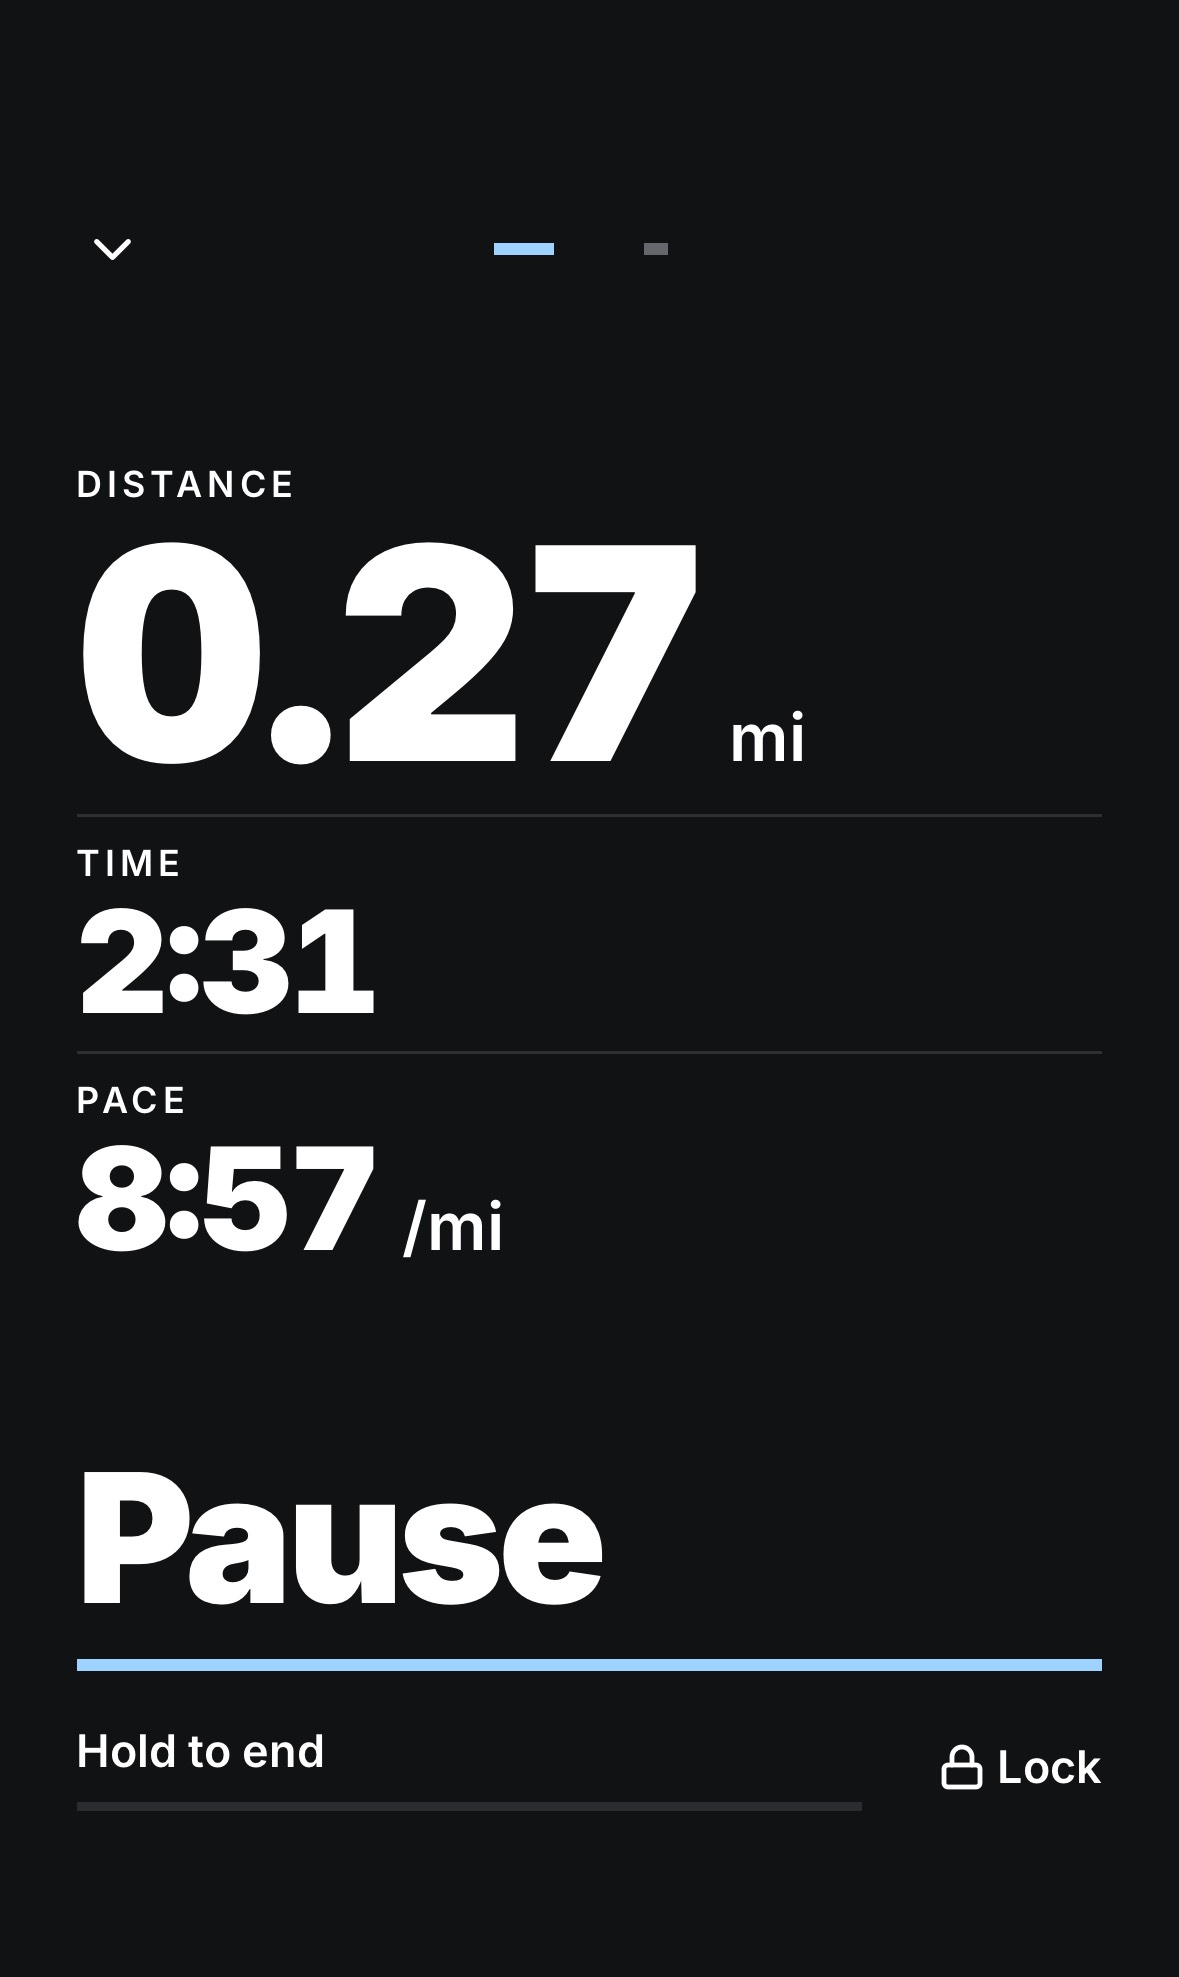 DISTANCE
0.27 mi
TIME
2:31
PACE
8:57 /mi
Pause
Hold to end
Lock